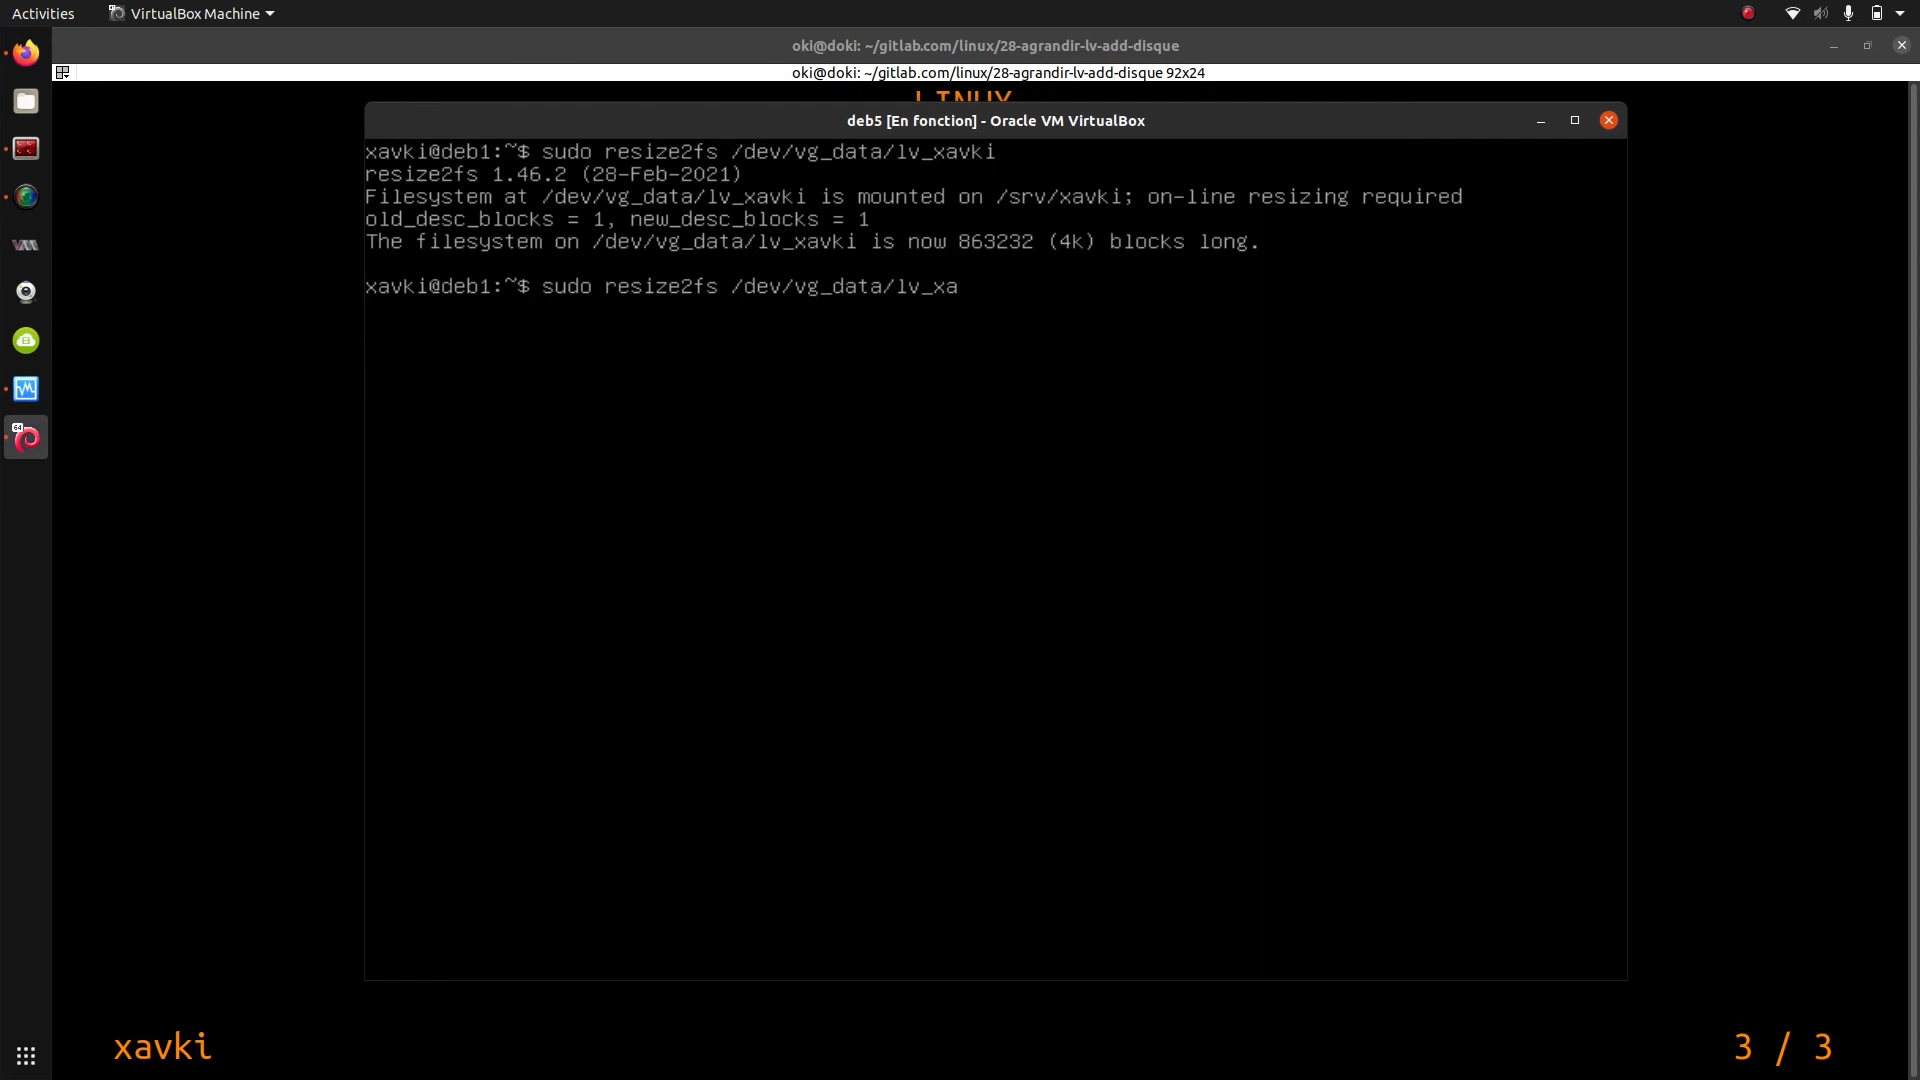 Activities
VirtualBox Machine
oki@doki: ~/gitlab.com/linux/28-agrandir-lv-add-disque
oki@doki: ~/gitlab.com/linux/28-agrandir-lv-add-disque 92x24
LINUX
deb5 [En fonction] - Oracle VM VirtualBox
xavki@deb1:~$ sudo resize2fs /dev/vg_data/lv_xavki
resize2fs 1.46.2 (28-Feb-2021)
Filesystem at /dev/vg_data/lv_xavki is mounted on /srv/xavki; on-line resizing required
old_desc_blocks = 1, new_desc_blocks = 1
The filesystem on /dev/vg_data/lv_xavki is now 863232 (4k) blocks long.
xavki@deb1:~$ sudo resize2fs /dev/vg_data/lv_xa
64
xavki
3 / 3